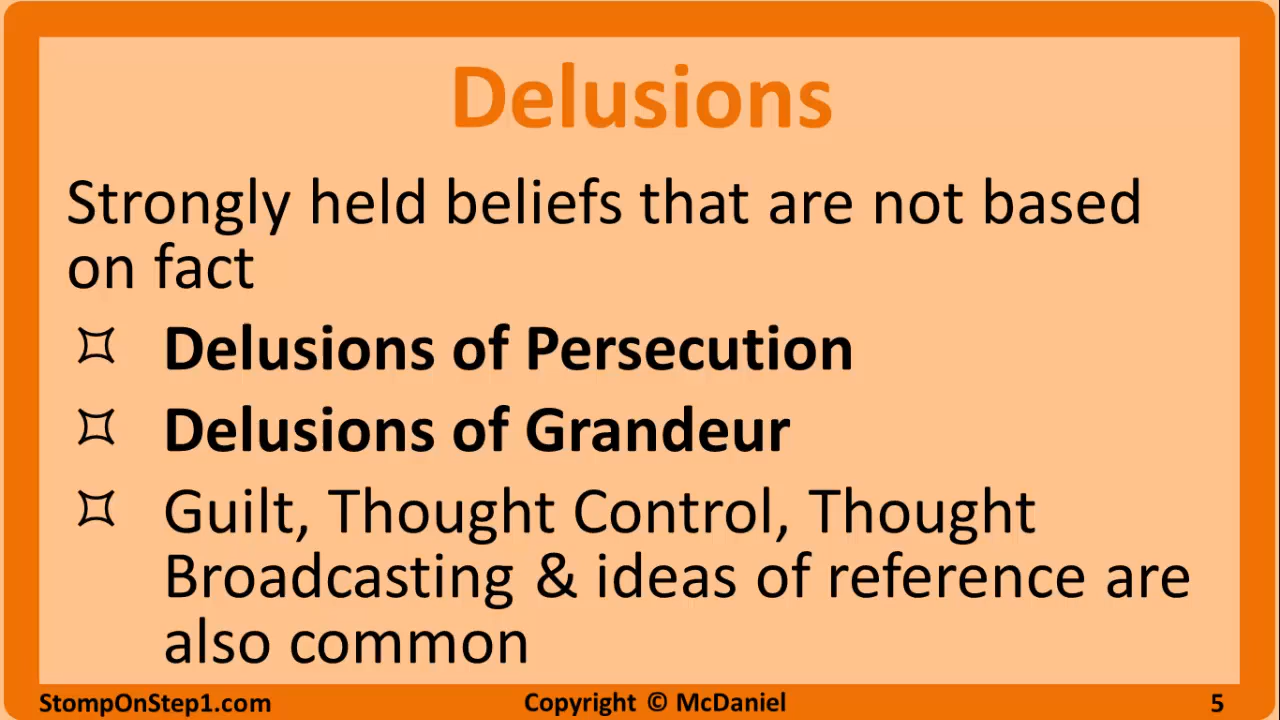 Delusions
Strongly held beliefs that are not based
on fact
Delusions of Persecution
Delusions of Grandeur
Guilt, Thought Control, Thought
Broadcasting & ideas of reference are
also common
StompOnStep1.com
Copyright © McDaniel
5